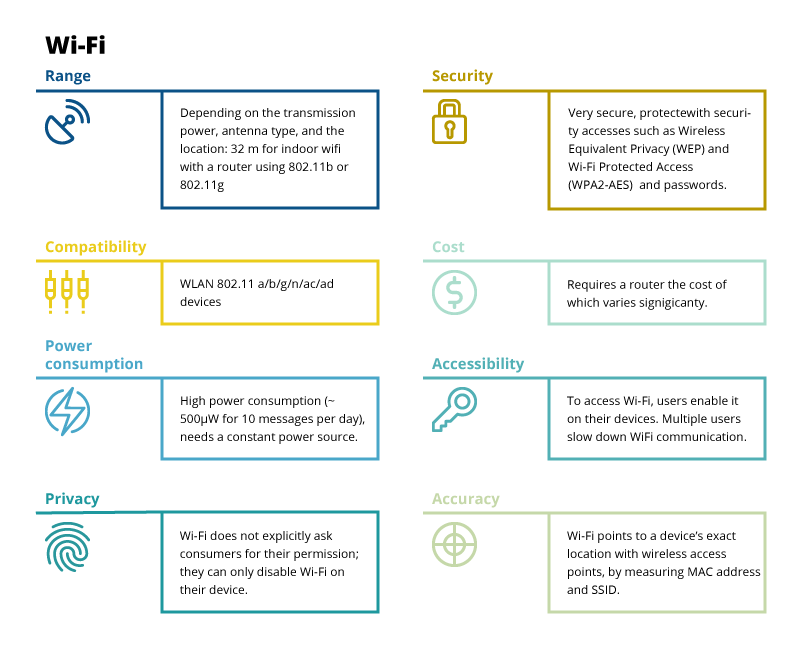 Wi-Fi
Range
Depending on the transmission
power, antenna type, and the
location: 32 m for indoor wifi
with a router using 802.11b or
802.11g
Security
Very secure, protectewith securi-
ty accesses such as Wireless
Equivalent Privacy (WEP) and
Wi-Fi Protected Access
(WPA2-AES)  and passwords.
Compatibility
WLAN 802.11 a/b/g/n/ac/ad
devices
Cost
Requires a router the cost of
which varies signigicanty.
Power
consumption
High power consumption (~
500µW for 10 messages per day),
needs a constant power source.
Accessibility
To access Wi-Fi, users enable it
on their devices. Multiple users
slow down WiFi communication.
Privacy
Wi-Fi does not explicitly ask
consumers for their permission;
they can only disable Wi-Fi on
their device.
Accuracy
Wi-Fi points to a device’s exact
location with wireless access
points, by measuring MAC address
and SSID.